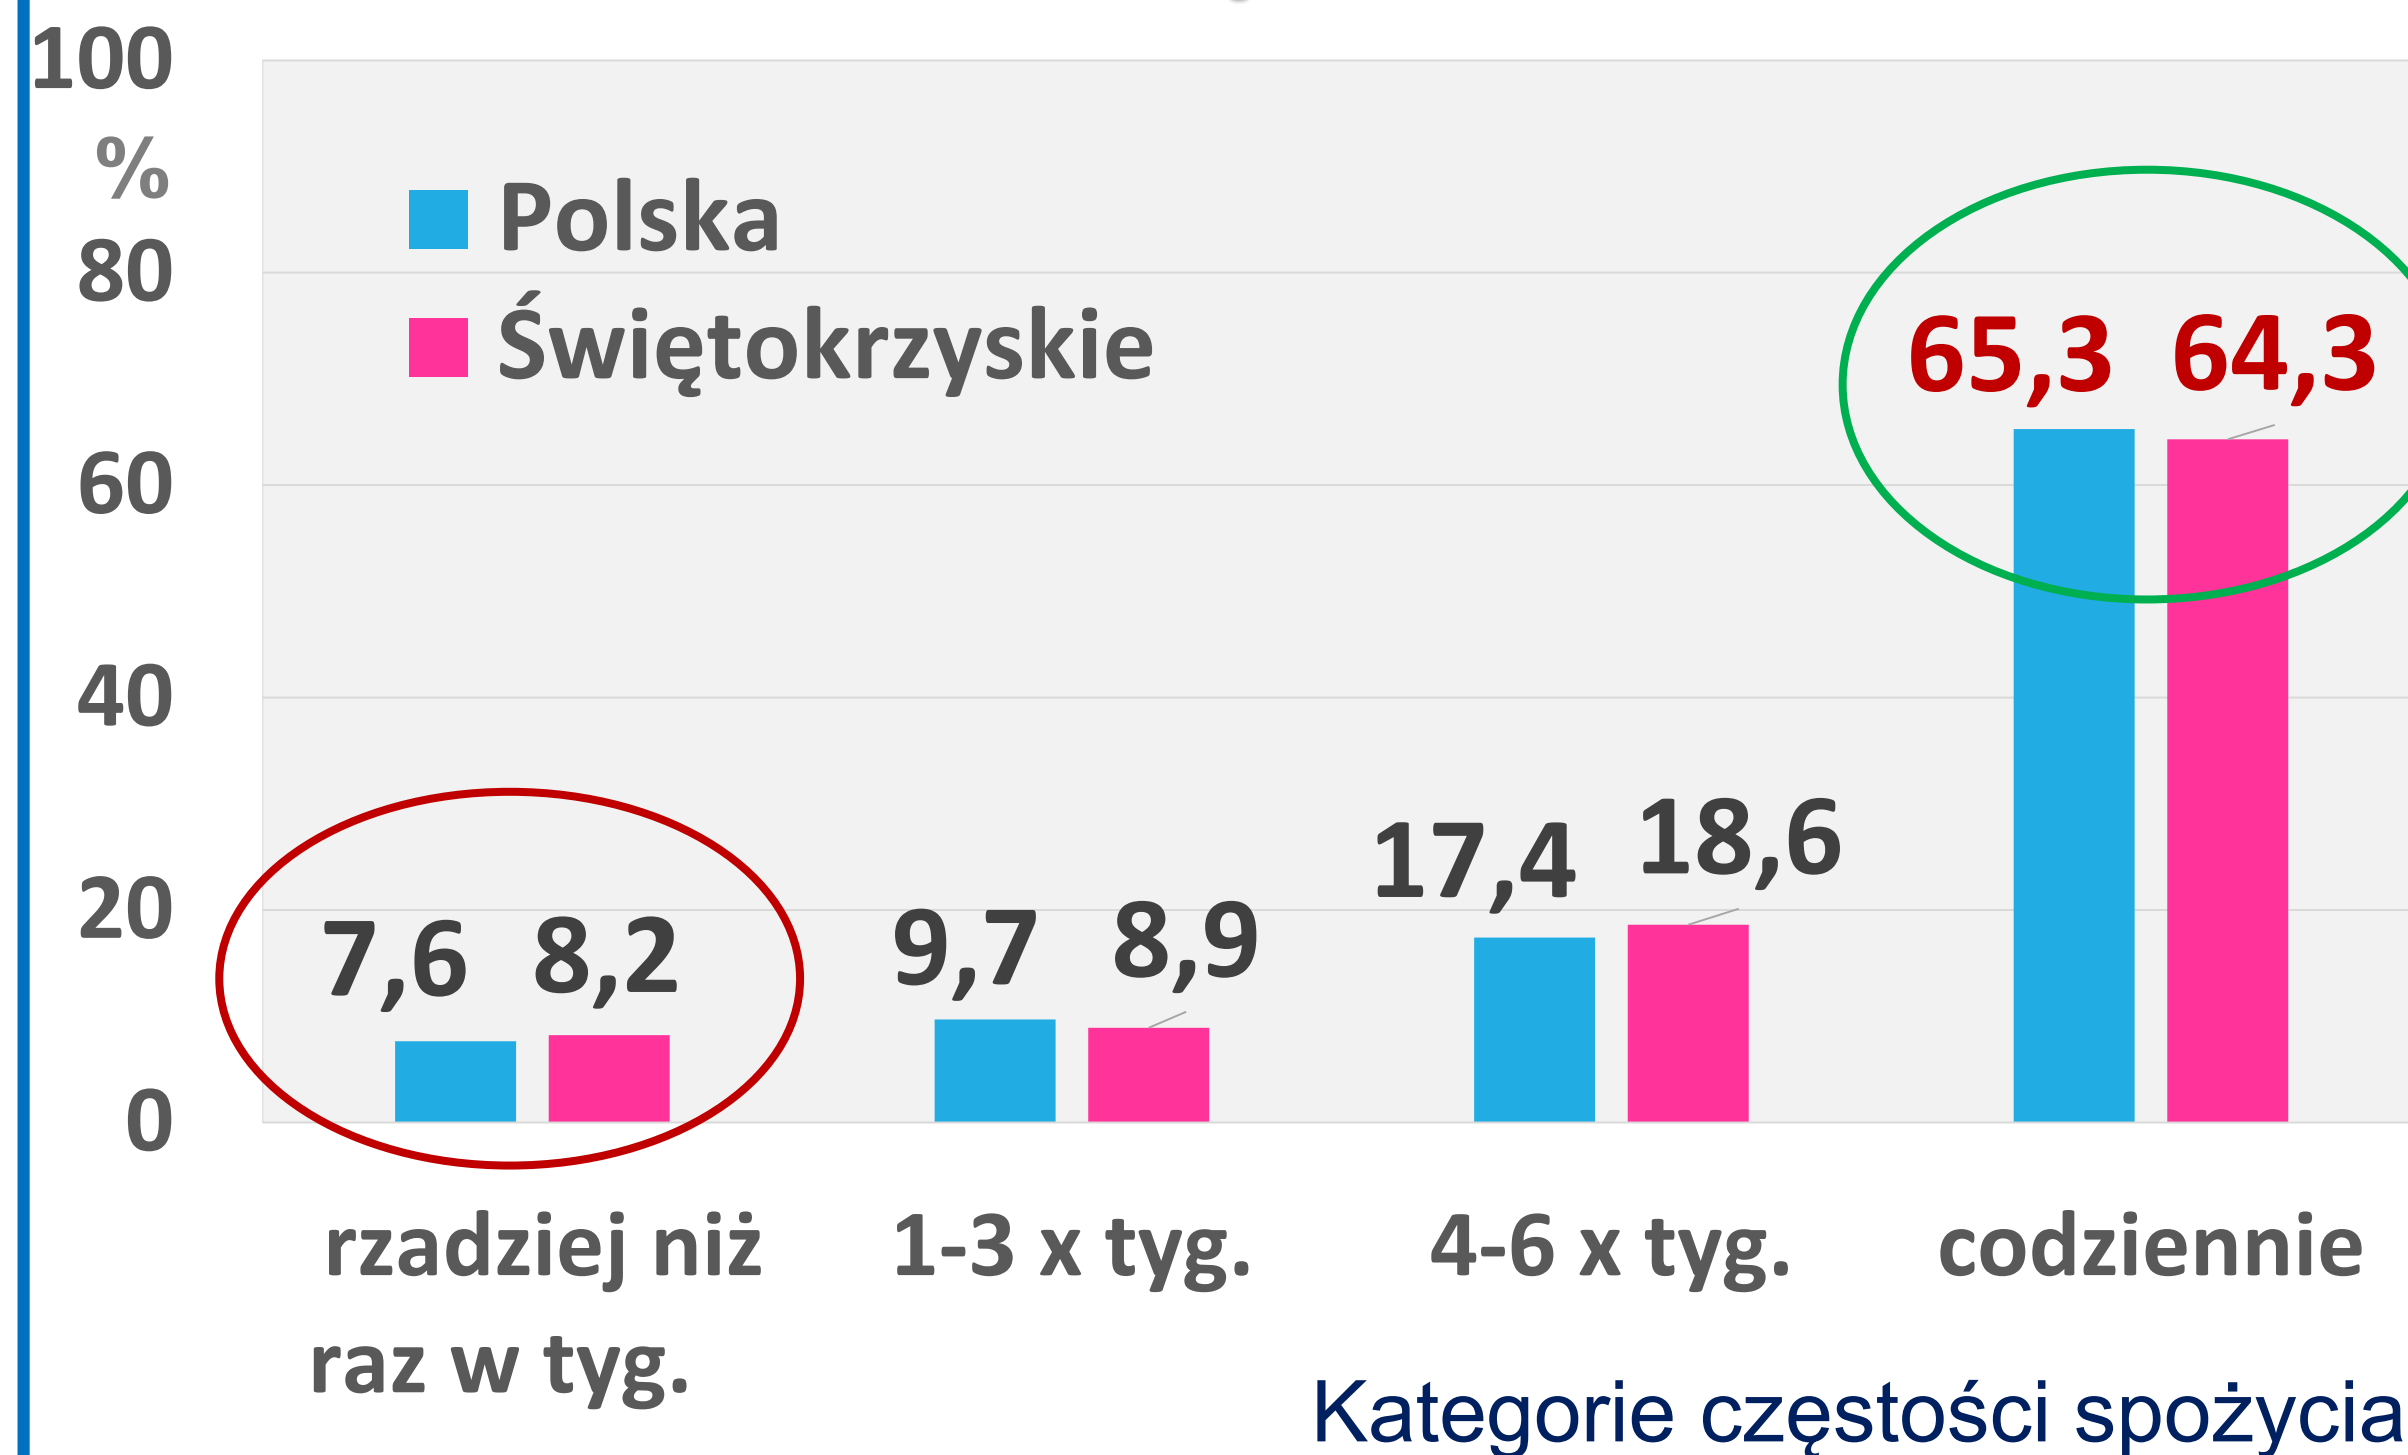 100
%
80
60
40
20
0
Polska
Świętokrzyskie
65,3 64,3
17,4 18,6
7,6 8,2 9,7 8,9
rzadziej niż 1-3 x tyg. 4-6 x tyg. codziennie
raz w tyg.
Kategorie częstości spożycia